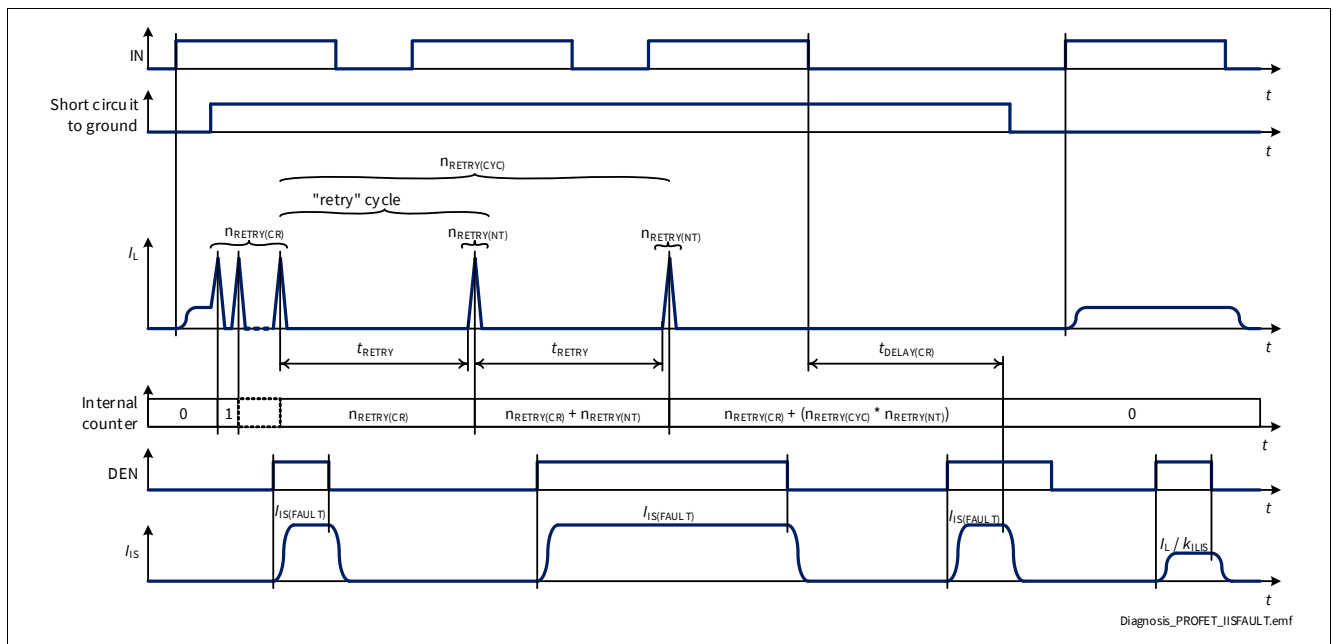 IN
t
Short circuit
to ground
t
nRETRY(CYC)
"retry" cycle
nRETRY(CR)
nRETRY(NT)
nRETRY(NT)
IL
t
tRETRY
tRETRY
tDELAY(CR)
Internal
counter
0
1
nRETRY(CR)
nRETRY(CR) + nRETRY(NT)
nRETRY(CR) + (nRETRY(CYC) * nRETRY(NT))
0
t
DEN
t
IIS(FAULT)
IIS(FAULT)
IIS(FAULT)
IL / kILIS
IIS
t
Diagnosis_PROFET_IISFAULT.emf